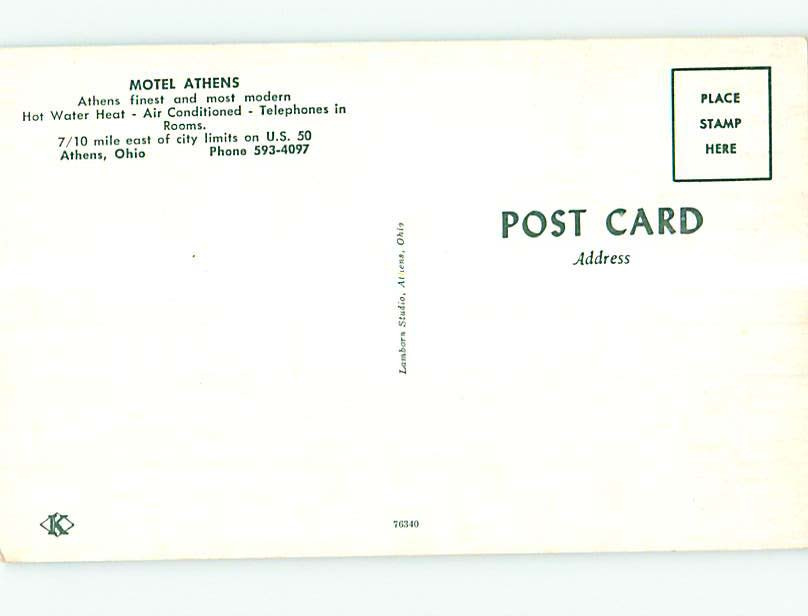 MOTEL ATHENS
Athens finest and most modern
Hot Water Heat - Air Conditioned - Telephones in
Rooms.
7/10 mile east of city limits on U.S. 50
Athens, Ohio Phone 593-4097
PLACE
STAMP
HERE
POST CARD
Address
Lamborn Studio, Athens, Ohio
K
76340